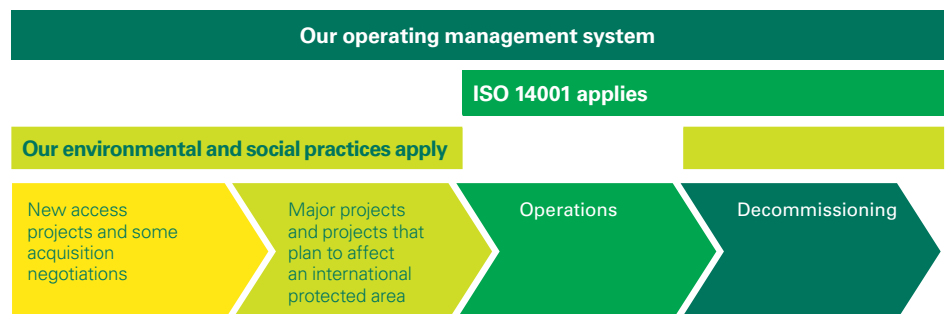 Our operating management system
ISO 14001 applies
Our environmental and social practices apply
New access
projects and some
acquisition
negotiations
Major projects
and projects that
plan to affect
an international
protected area
Operations
Decommissioning